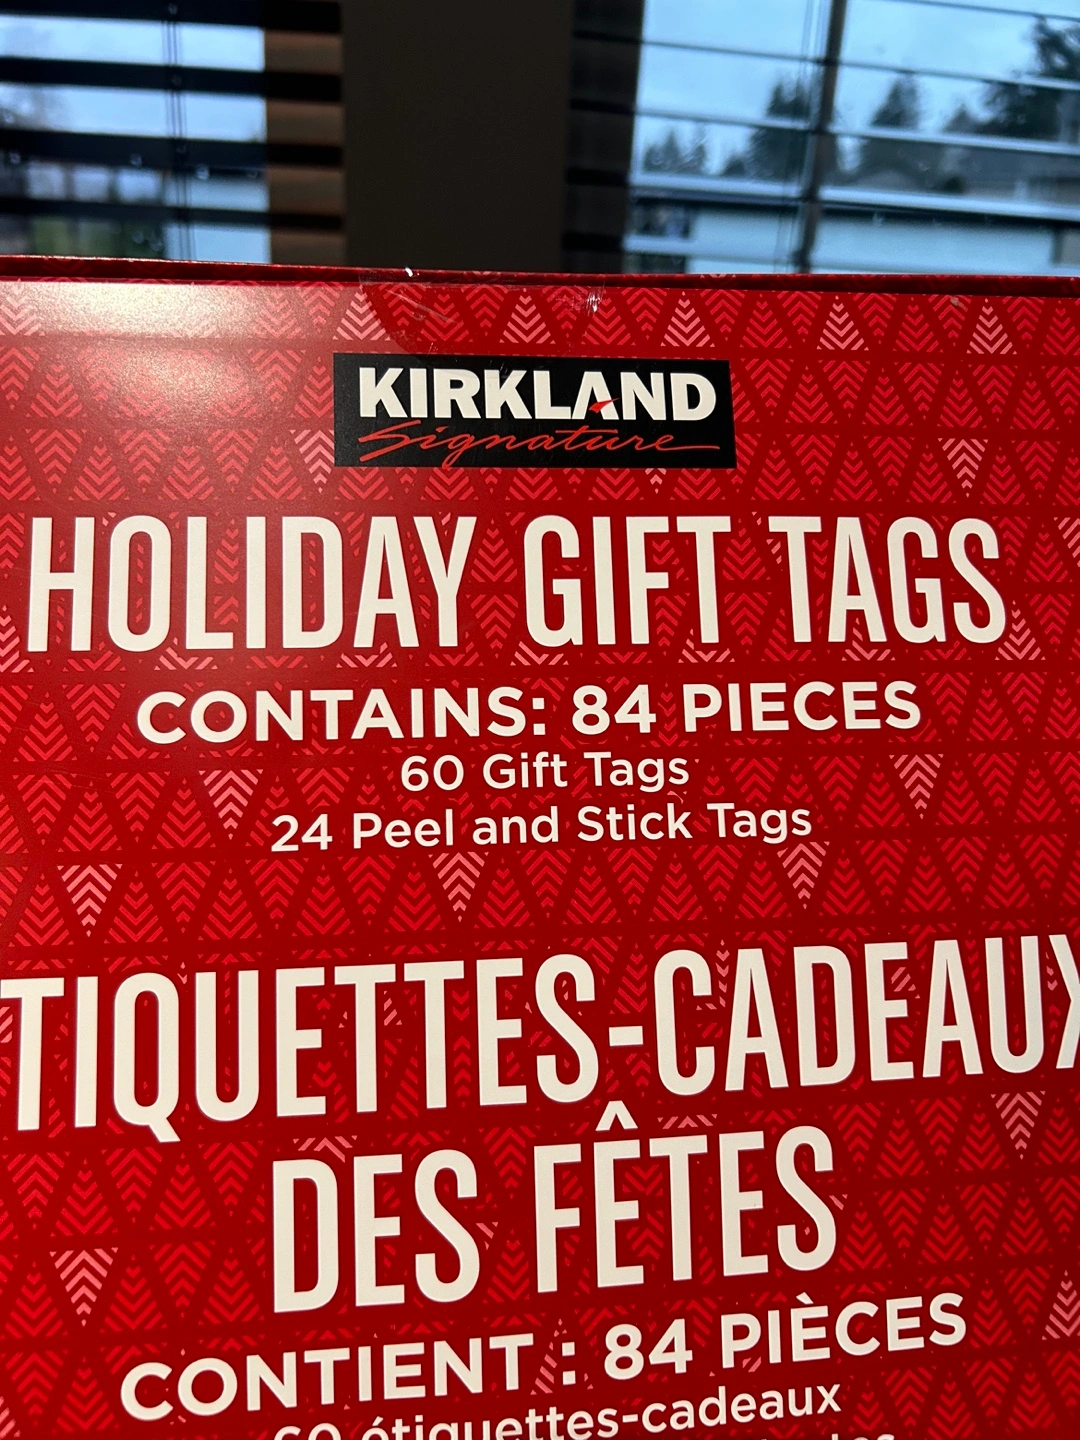 KIRKLAND
Signature
HOLIDAY GIFT TAGS
CONTAINS: 84 PIECES
60 Gift Tags
24 Peel and Stick Tags
TIQUETTES-CADEAUX
DES FÊTES
CONTIENT : 84 PIÈCES
60 étiquettes-cadeaux